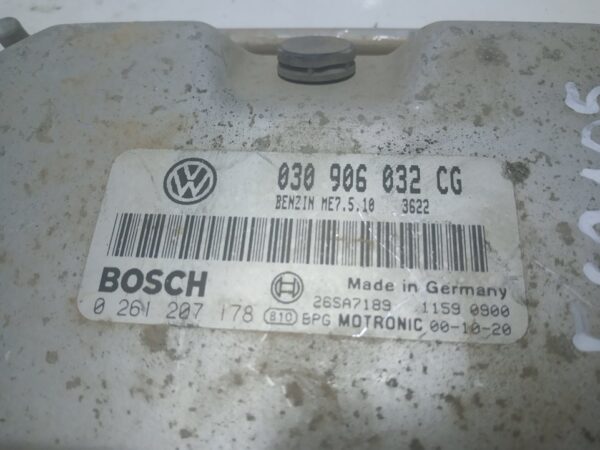 030 906 032 CG
BENZIN ME7.5.10 3622
BOSCH
Made in Germany
0 261 207 178
26SA7189 1159 0900
810 BPG MOTRONIC 00-10-20